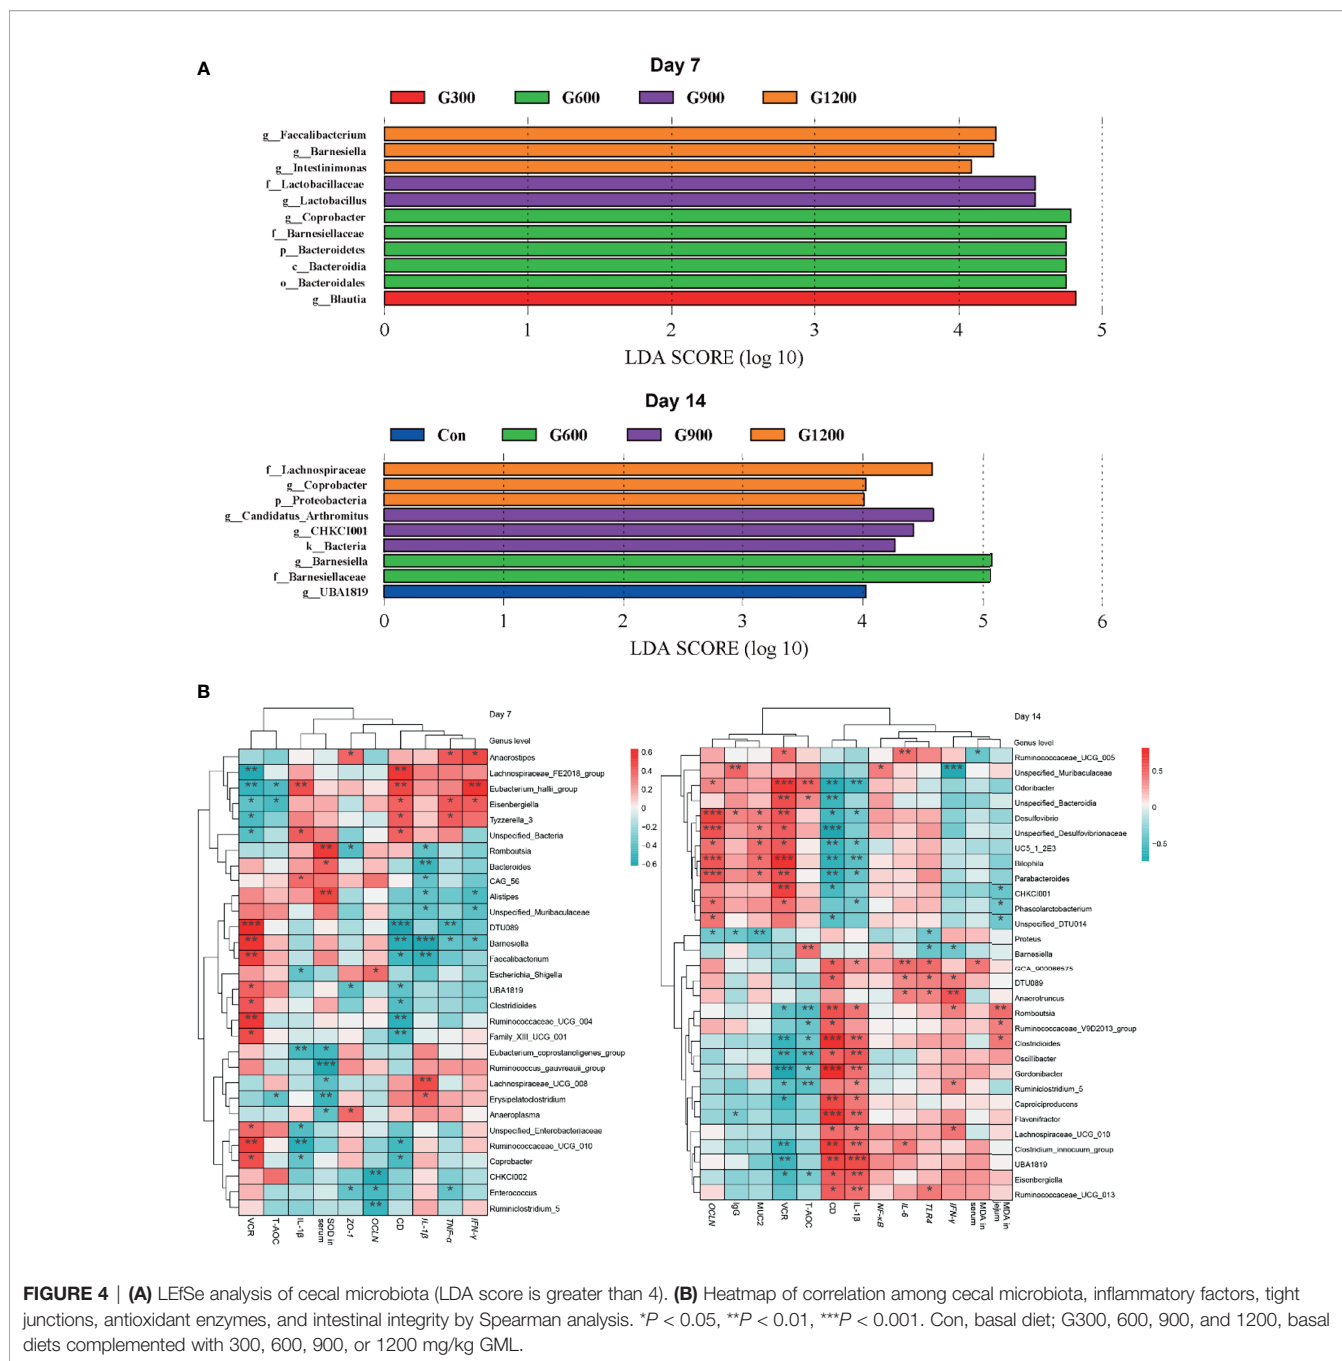 A
Day 7
G300 G600 G900 G1200
g__Faecalibacterium
g__Barnesiella
g__Intestinimonas
f__Lactobacillaceae
g__Lactobacillus
g__Coprobacter
f__Barnesiellaceae
p__Bacteroidetes
c__Bacteroidia
o__Bacteroidales
g__Blautia
0 1 2 3 4 5
LDA SCORE (log 10)
Day 14
Con G600 G900 G1200
f__Lachnospiraceae
g__Coprobacter
p__Proteobacteria
g__Candidatus_Arthromitus
g__CHKCI001
k__Bacteria
g__Barnesiella
f__Barnesiellaceae
g__UBA1819
0 1 2 3 4 5 6
LDA SCORE (log 10)
B
Day 7
Genus level
Anaerostipes
Lachnospiraceae_FE2018_group
Eubacterium_hallii_group
Eisenbergiella
Tyzzerella_3
Unspecified_Bacteria
Romboutsia
Bacteroides
CAG_56
Alistipes
Unspecified_Muribaculaceae
DTU089
Barnesiella
Faecalibacterium
Escherichia_Shigella
UBA1819
Clostridioides
Ruminococcaceae_UCG_004
Family_XIII_UCG_001
Eubacterium_coprostanoligenes_group
Ruminococcus_gauvreauii_group
Lachnospiraceae_UCG_008
Erysipelatoclostridium
Anaeroplasma
Unspecified_Enterobacteriaceae
Ruminococcaceae_UCG_010
Coprobacter
CHKCI002
Enterococcus
Ruminiclostridium_5
VCR T-AOC IL-1β SOD in serum ZO-1 OCLN CD IL-1β TNF-α IFN-γ
0.6
0.4
0.2
0
−0.2
−0.4
−0.6
Day 14
Genus level
Ruminococcaceae_UCG_005
Unspecified_Muribaculaceae
Odoribacter
Unspecified_Bacteroidia
Desulfovibrio
Unspecified_Desulfovibrionaceae
UC5_1_2E3
Bilophila
Parabacteroides
CHKCI001
Phascolarctobacterium
Unspecified_DTU014
Proteus
Barnesiella
GCA_900066575
DTU089
Anaerotruncus
Romboutsia
Ruminococcaceae_V9D2013_group
Clostridioides
Oscillibacter
Gordonibacter
Ruminiclostridium_5
Caproiciproducens
Flavonifractor
Lachnospiraceae_UCG_010
Clostridium_innocuum_group
UBA1819
Eisenbergiella
Ruminococcaceae_UCG_013
OCLN IgG MUC2 VCR T-AOC CD IL-1β NF-κB IL-6 TLR4 IFN-γ MDA in serum MDA in jejum
0.5
0
−0.5
FIGURE 4 | (A) LEfSe analysis of cecal microbiota (LDA score is greater than 4). (B) Heatmap of correlation among cecal microbiota, inflammatory factors, tight
junctions, antioxidant enzymes, and intestinal integrity by Spearman analysis. *P < 0.05, **P < 0.01, ***P < 0.001. Con, basal diet; G300, 600, 900, and 1200, basal
diets complemented with 300, 600, 900, or 1200 mg/kg GML.